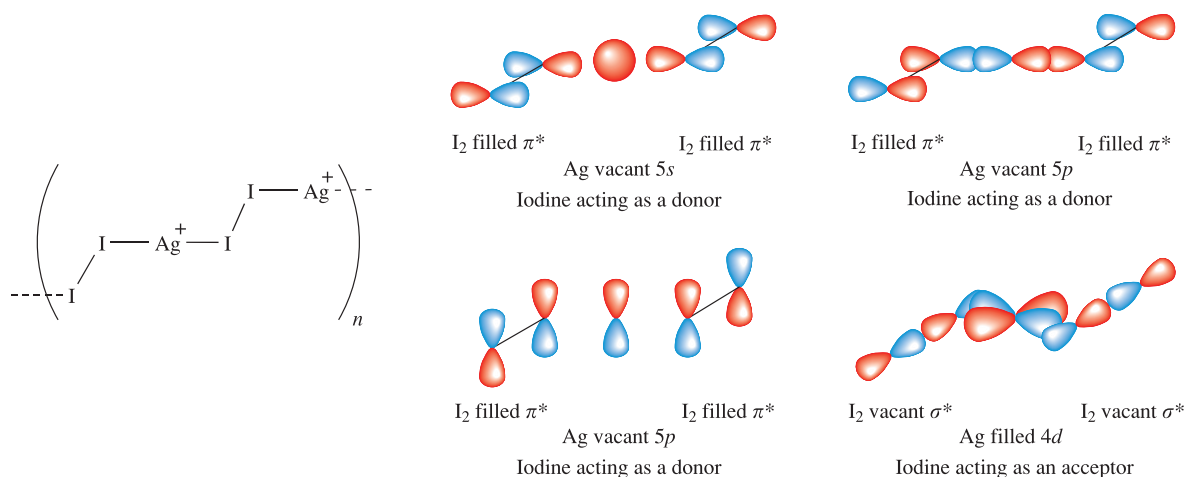 I — Ag⁺ - - -
I — Ag⁺ — I
I
n
I₂ filled π* I₂ filled π*
Ag vacant 5s
Iodine acting as a donor
I₂ filled π* I₂ filled π*
Ag vacant 5p
Iodine acting as a donor
I₂ filled π* I₂ filled π*
Ag vacant 5p
Iodine acting as a donor
I₂ vacant σ* I₂ vacant σ*
Ag filled 4d
Iodine acting as an acceptor